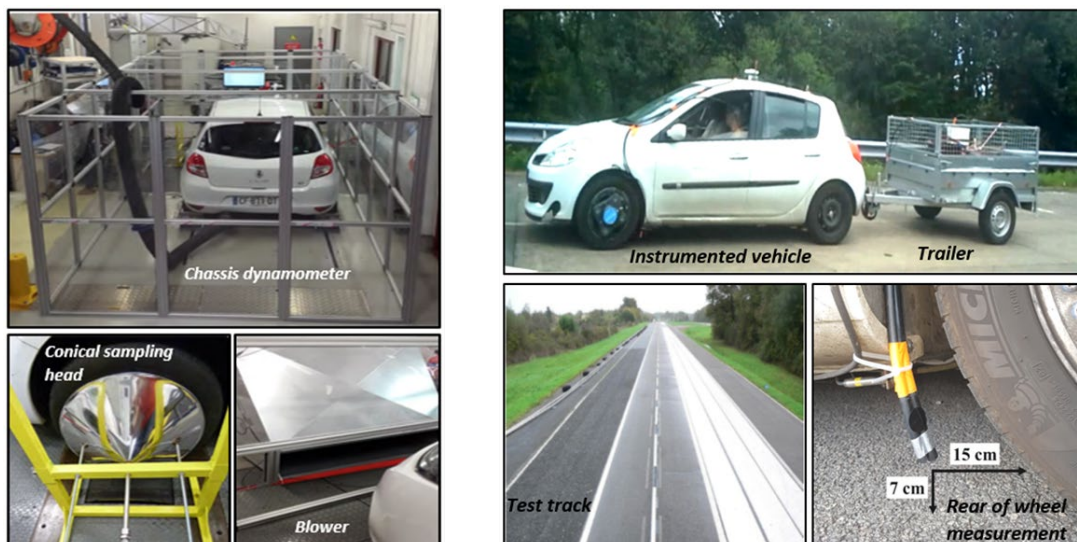 Chassis dynamometer
Conical sampling
head
Blower
Instrumented vehicle
Trailer
Test track
MICH
15 cm
7 cm
Rear of wheel
measurement